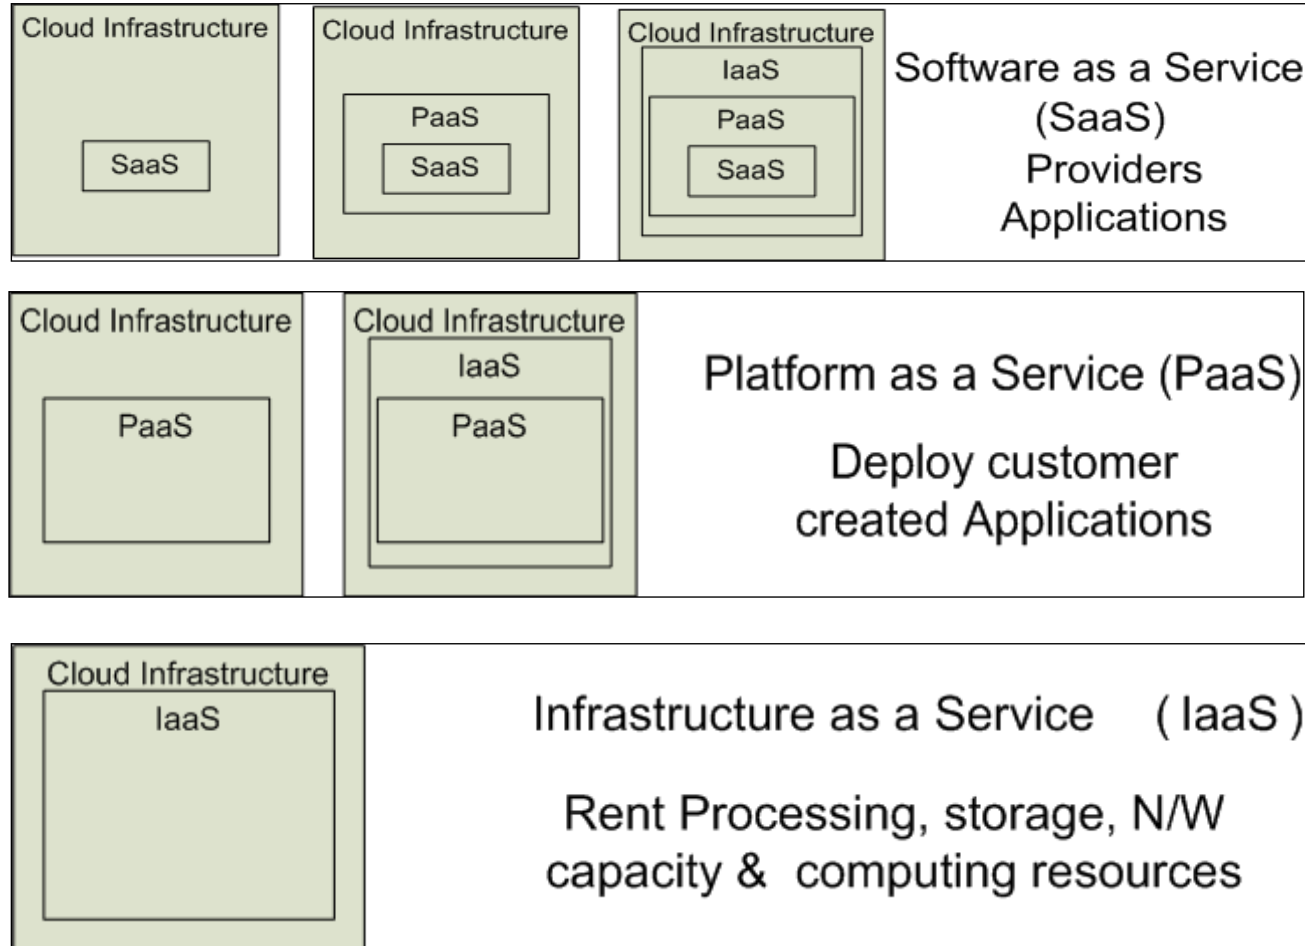 Cloud Infrastructure
SaaS
Cloud Infrastructure
PaaS
SaaS
Cloud Infrastructure
IaaS
PaaS
SaaS
Software as a Service
(SaaS)
Providers
Applications
Cloud Infrastructure
PaaS
Cloud Infrastructure
IaaS
PaaS
Platform as a Service (PaaS)
Deploy customer
created Applications
Cloud Infrastructure
IaaS
Infrastructure as a Service ( IaaS )
Rent Processing, storage, N/W
capacity & computing resources